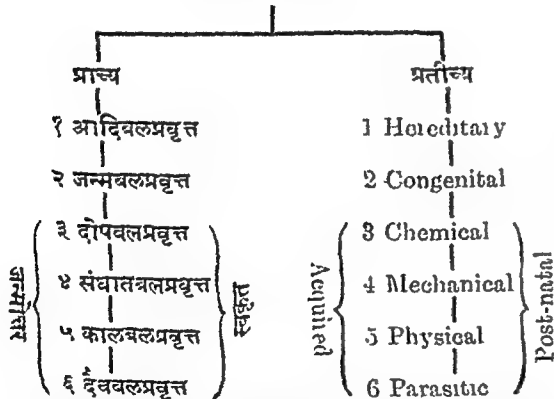 प्राच्य
प्रतीच्य
१ आदिबलप्रवृत्त
1 Hereditary
२ जन्मबलप्रवृत्त
2 Congenital
३ दोषबलप्रवृत्त
3 Chemical
४ संघातबलप्रवृत्त
4 Mechanical
५ कालबलप्रवृत्त
5 Physical
६ दैवबलप्रवृत्त
6 Parasitic
जन्मोत्तर
स्वकृत
Acquired
Post-natal